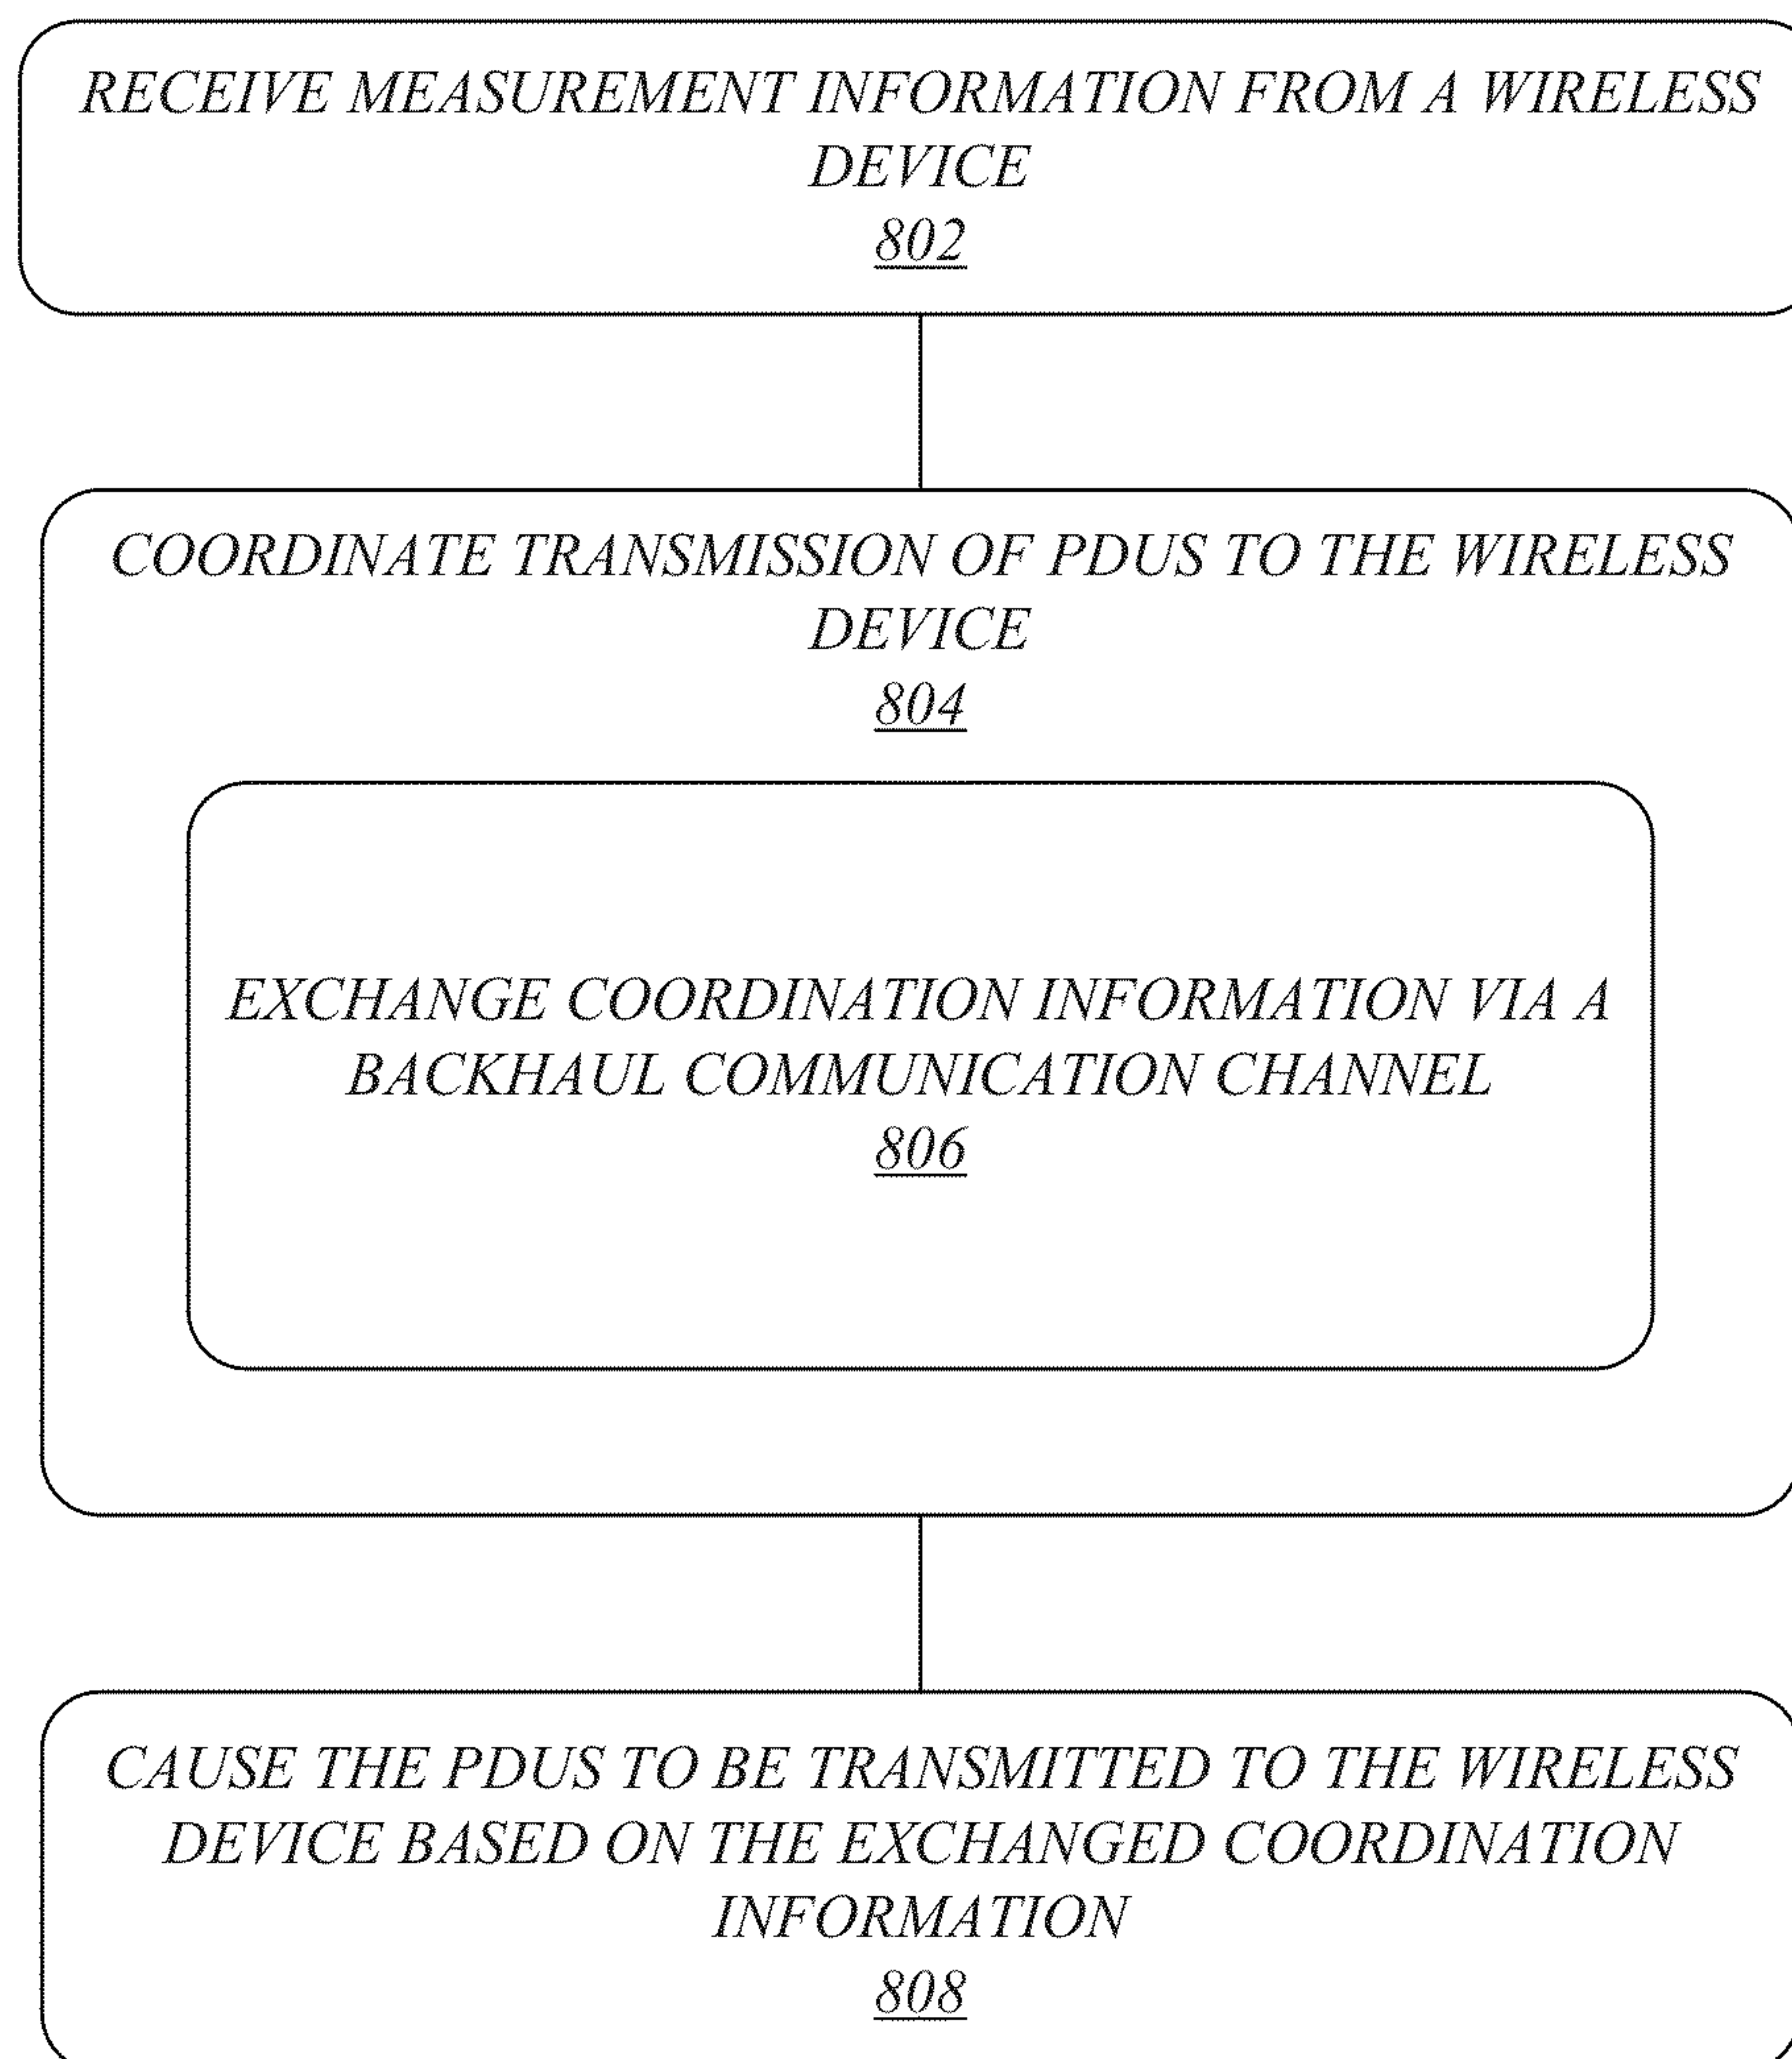 RECEIVE MEASUREMENT INFORMATION FROM A WIRELESS
DEVICE
802
COORDINATE TRANSMISSION OF PDUS TO THE WIRELESS
DEVICE
804
EXCHANGE COORDINATION INFORMATION VIA A
BACKHAUL COMMUNICATION CHANNEL
806
CAUSE THE PDUS TO BE TRANSMITTED TO THE WIRELESS
DEVICE BASED ON THE EXCHANGED COORDINATION
INFORMATION
808